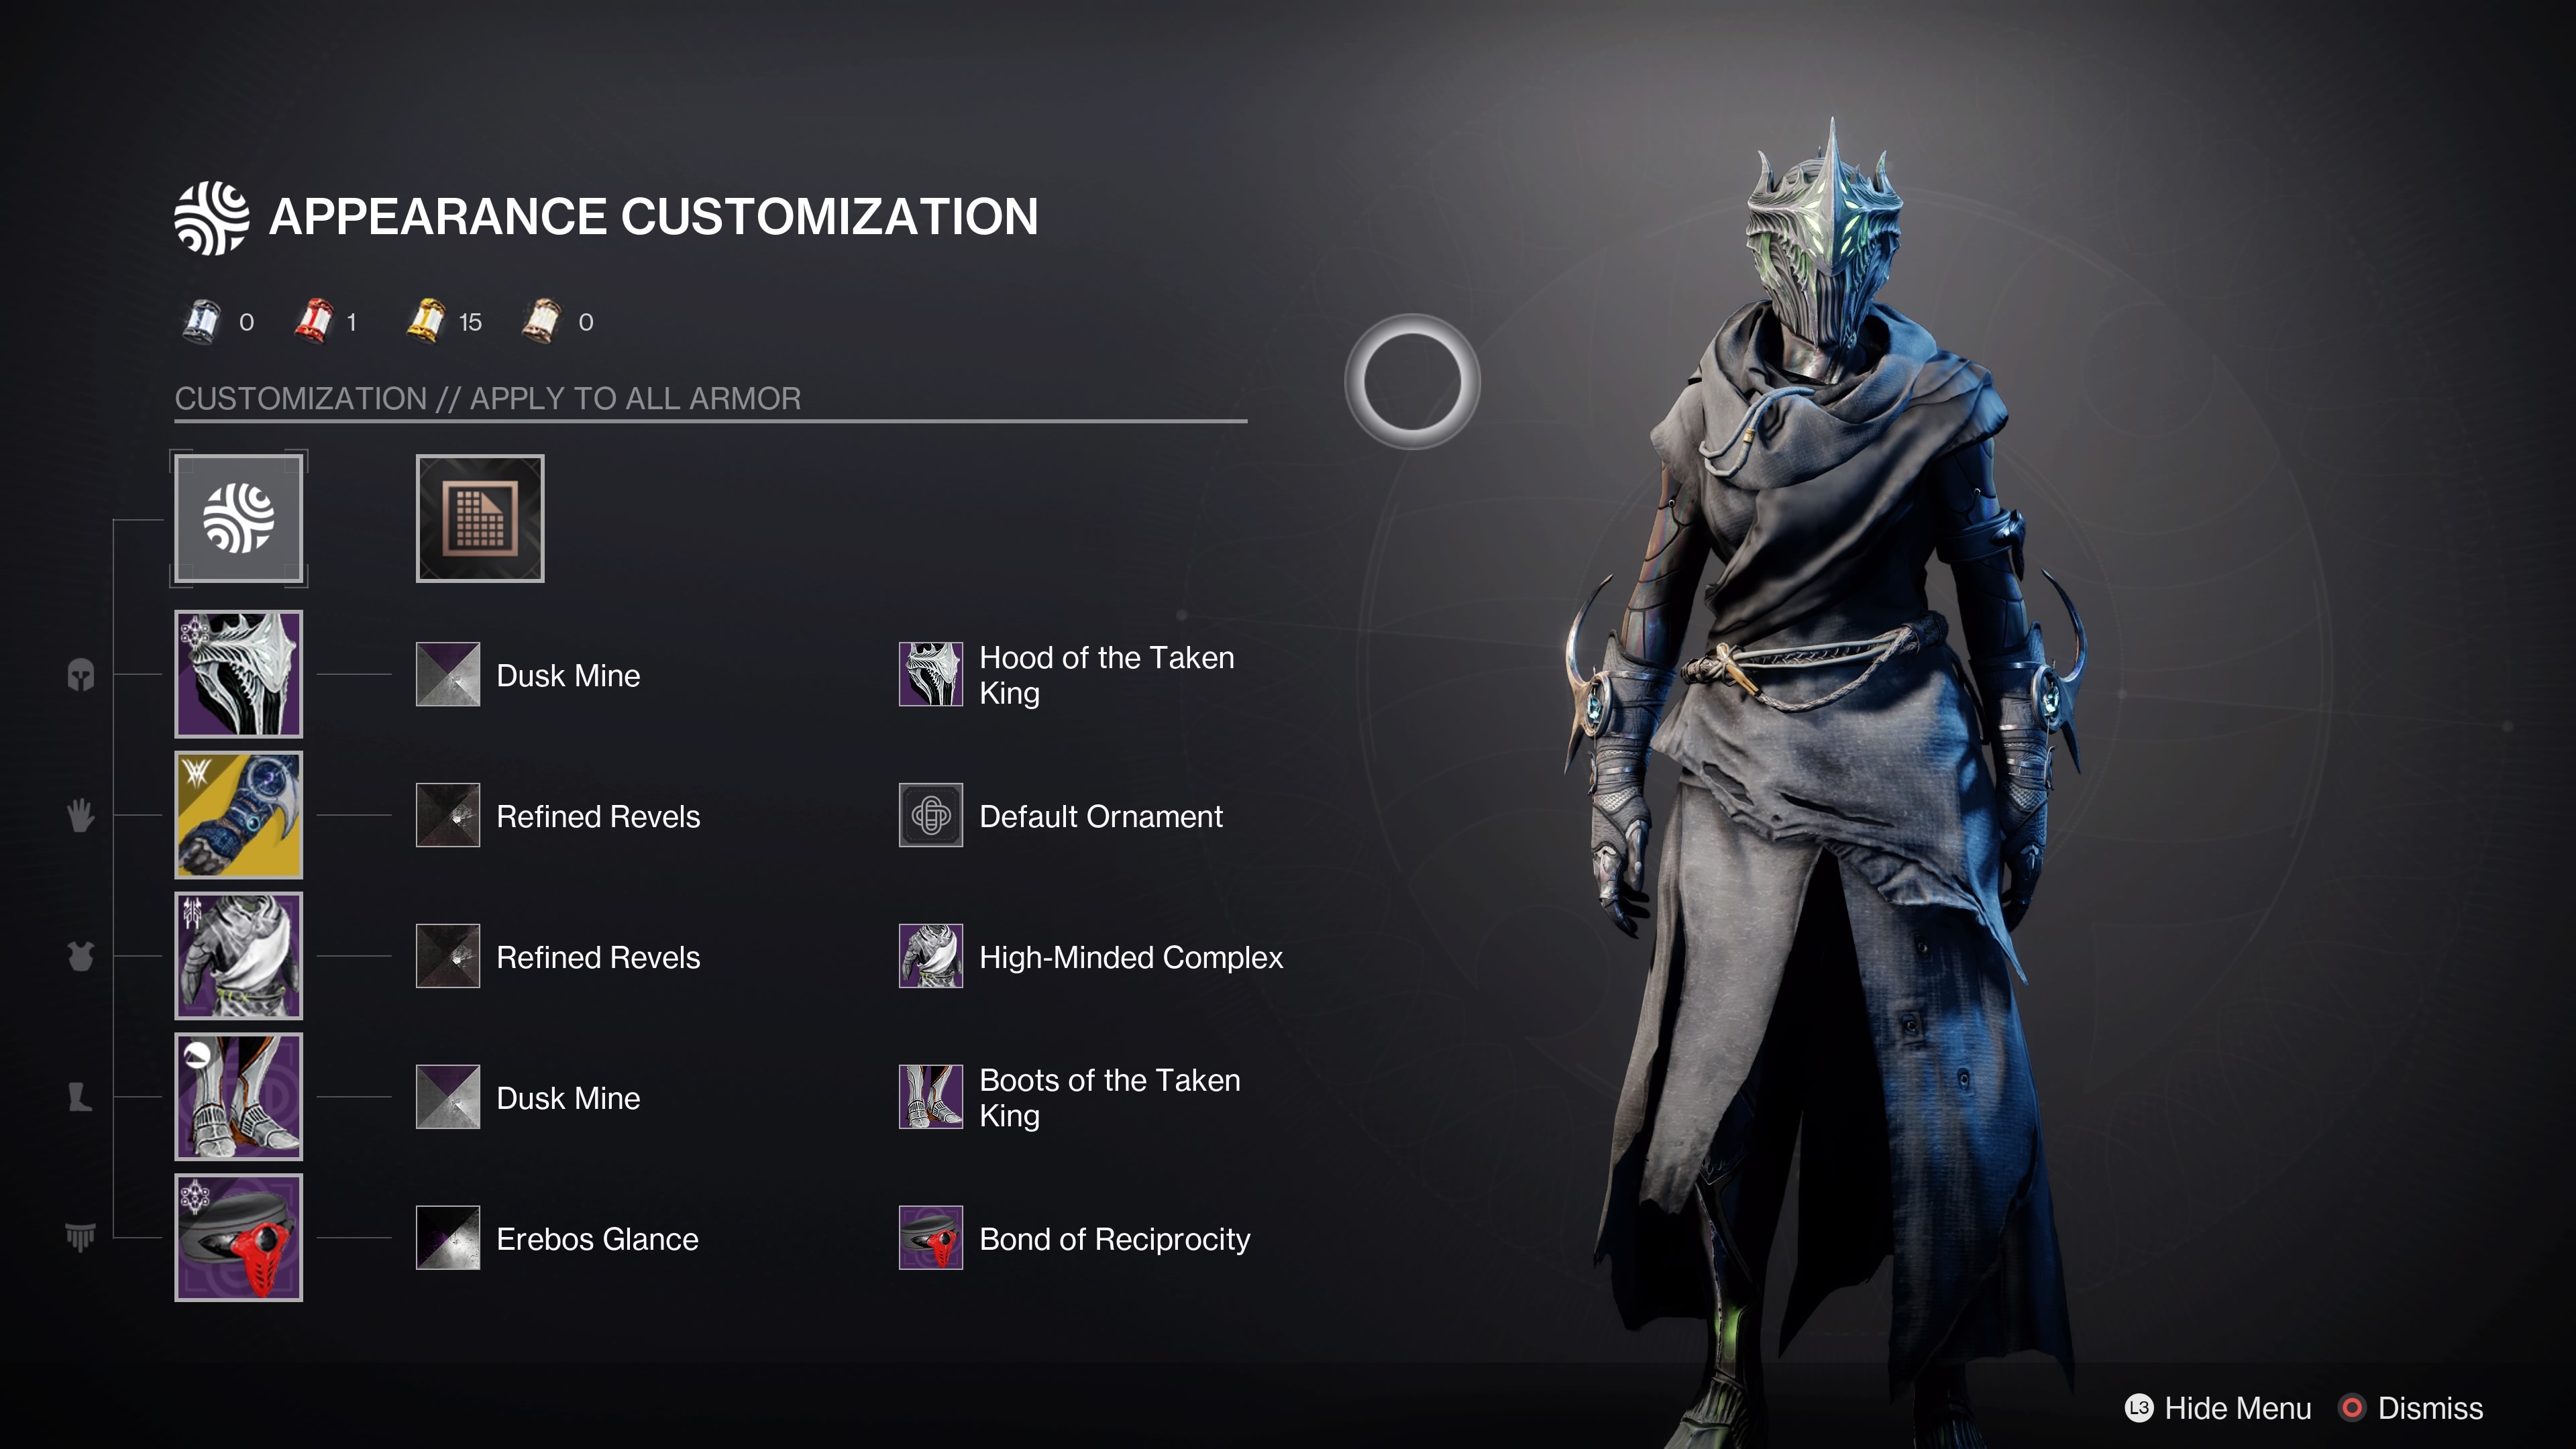 APPEARANCE CUSTOMIZATION
0 1 15 0
CUSTOMIZATION // APPLY TO ALL ARMOR
Dusk Mine
Hood of the Taken
King
Refined Revels
Default Ornament
Refined Revels
High-Minded Complex
Dusk Mine
Boots of the Taken
King
Erebos Glance
Bond of Reciprocity
L3 Hide Menu Dismiss